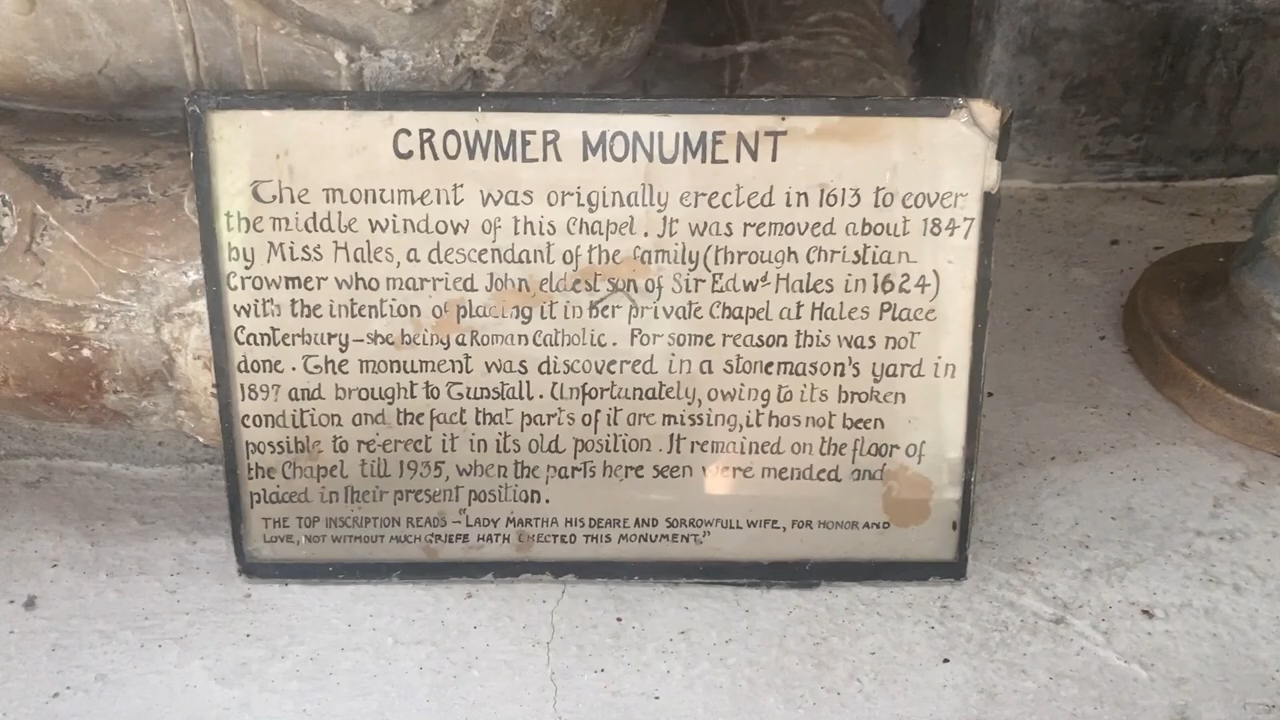 CROWMER MONUMENT
The monument was originally erected in 1613 to cover
the middle window of this Chapel. It was removed about 1847
by Miss Hales, a descendant of the family (through Christian
Crowmer who married John, eldest son of Sir Edwd Hales in 1624)
with the intention of placing it in her private Chapel at Hales Place
Canterbury - she being a Roman Catholic. For some reason this was not
done. The monument was discovered in a stonemason's yard in
1897 and brought to Tunstall. Unfortunately, owing to its broken
condition and the fact that parts of it are missing, it has not been
possible to re-erect it in its old position. It remained on the floor of
the Chapel till 1935, when the parts here seen were mended and
placed in their present position.
THE TOP INSCRIPTION READS - "LADY MARTHA HIS DEARE AND SORROWFULL WIFE, FOR HONOR AND
LOVE, NOT WITHOUT MUCH GRIEFE HATH ERECTED THIS MONUMENT."